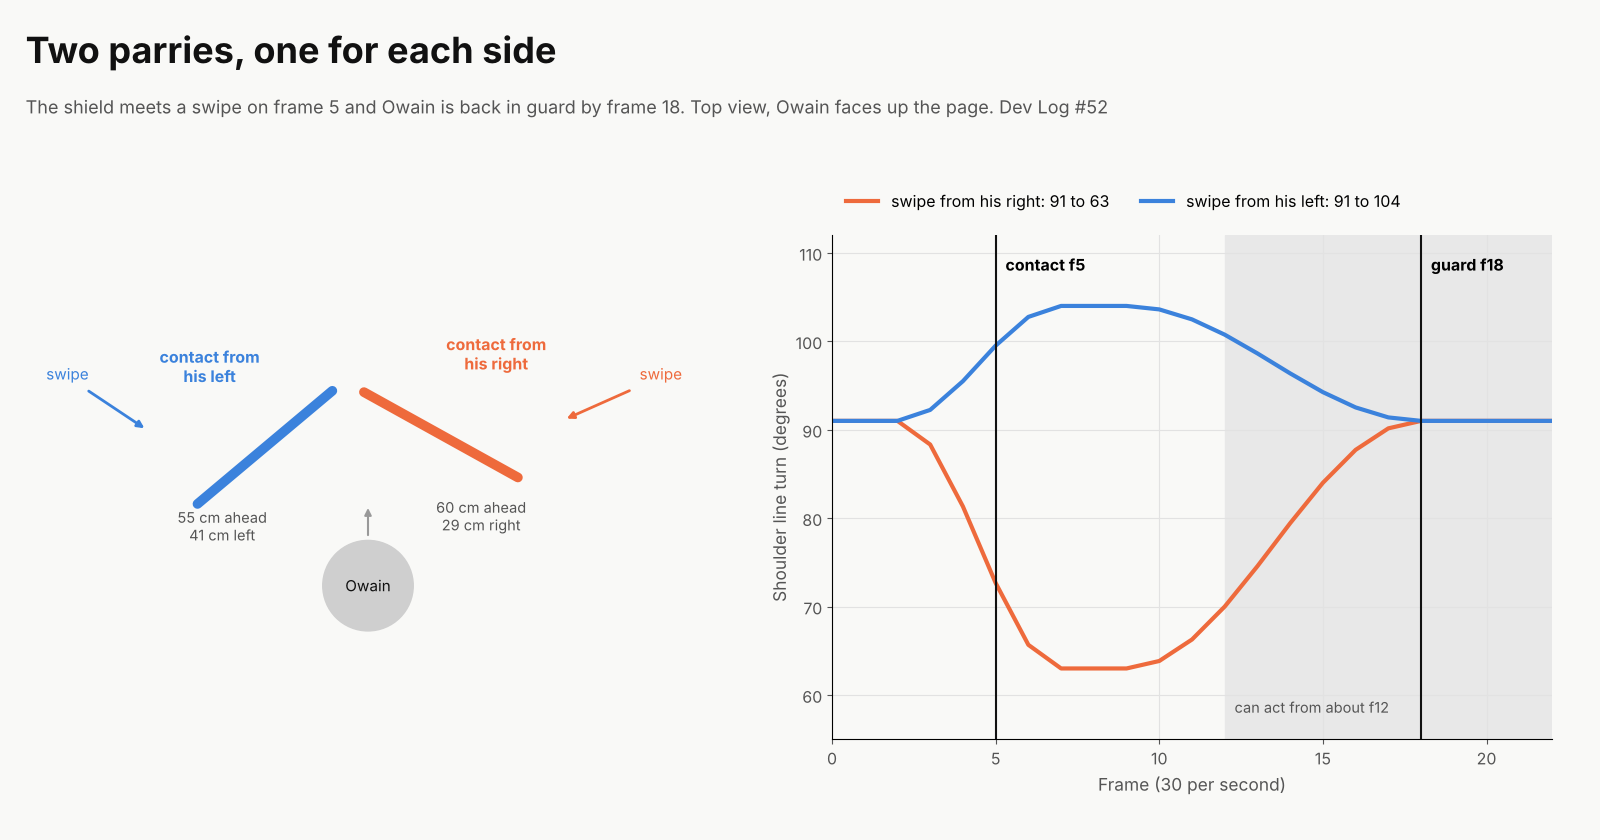 Two parries, one for each side
The shield meets a swipe on frame 5 and Owain is back in guard by frame 18. Top view, Owain faces up the page. Dev Log #52
contact from
his left
swipe
contact from
his right
swipe
55 cm ahead
41 cm left
60 cm ahead
29 cm right
Owain
swipe from his right: 91 to 63
swipe from his left: 91 to 104
contact f5
guard f18
can act from about f12
Shoulder line turn (degrees)
110
100
90
80
70
60
0
5
10
15
20
Frame (30 per second)